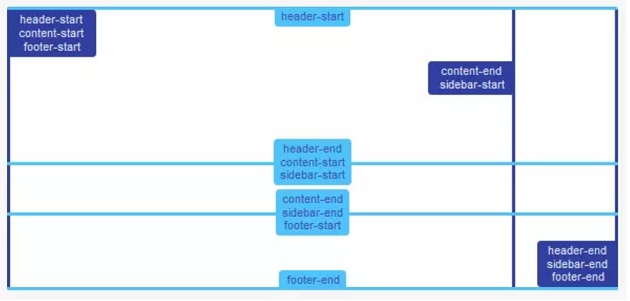 header-start
content-start
footer-start
header-start
content-end
sidebar-start
header-end
content-start
sidebar-start
content-end
sidebar-end
footer-start
header-end
sidebar-end
footer-end
footer-end